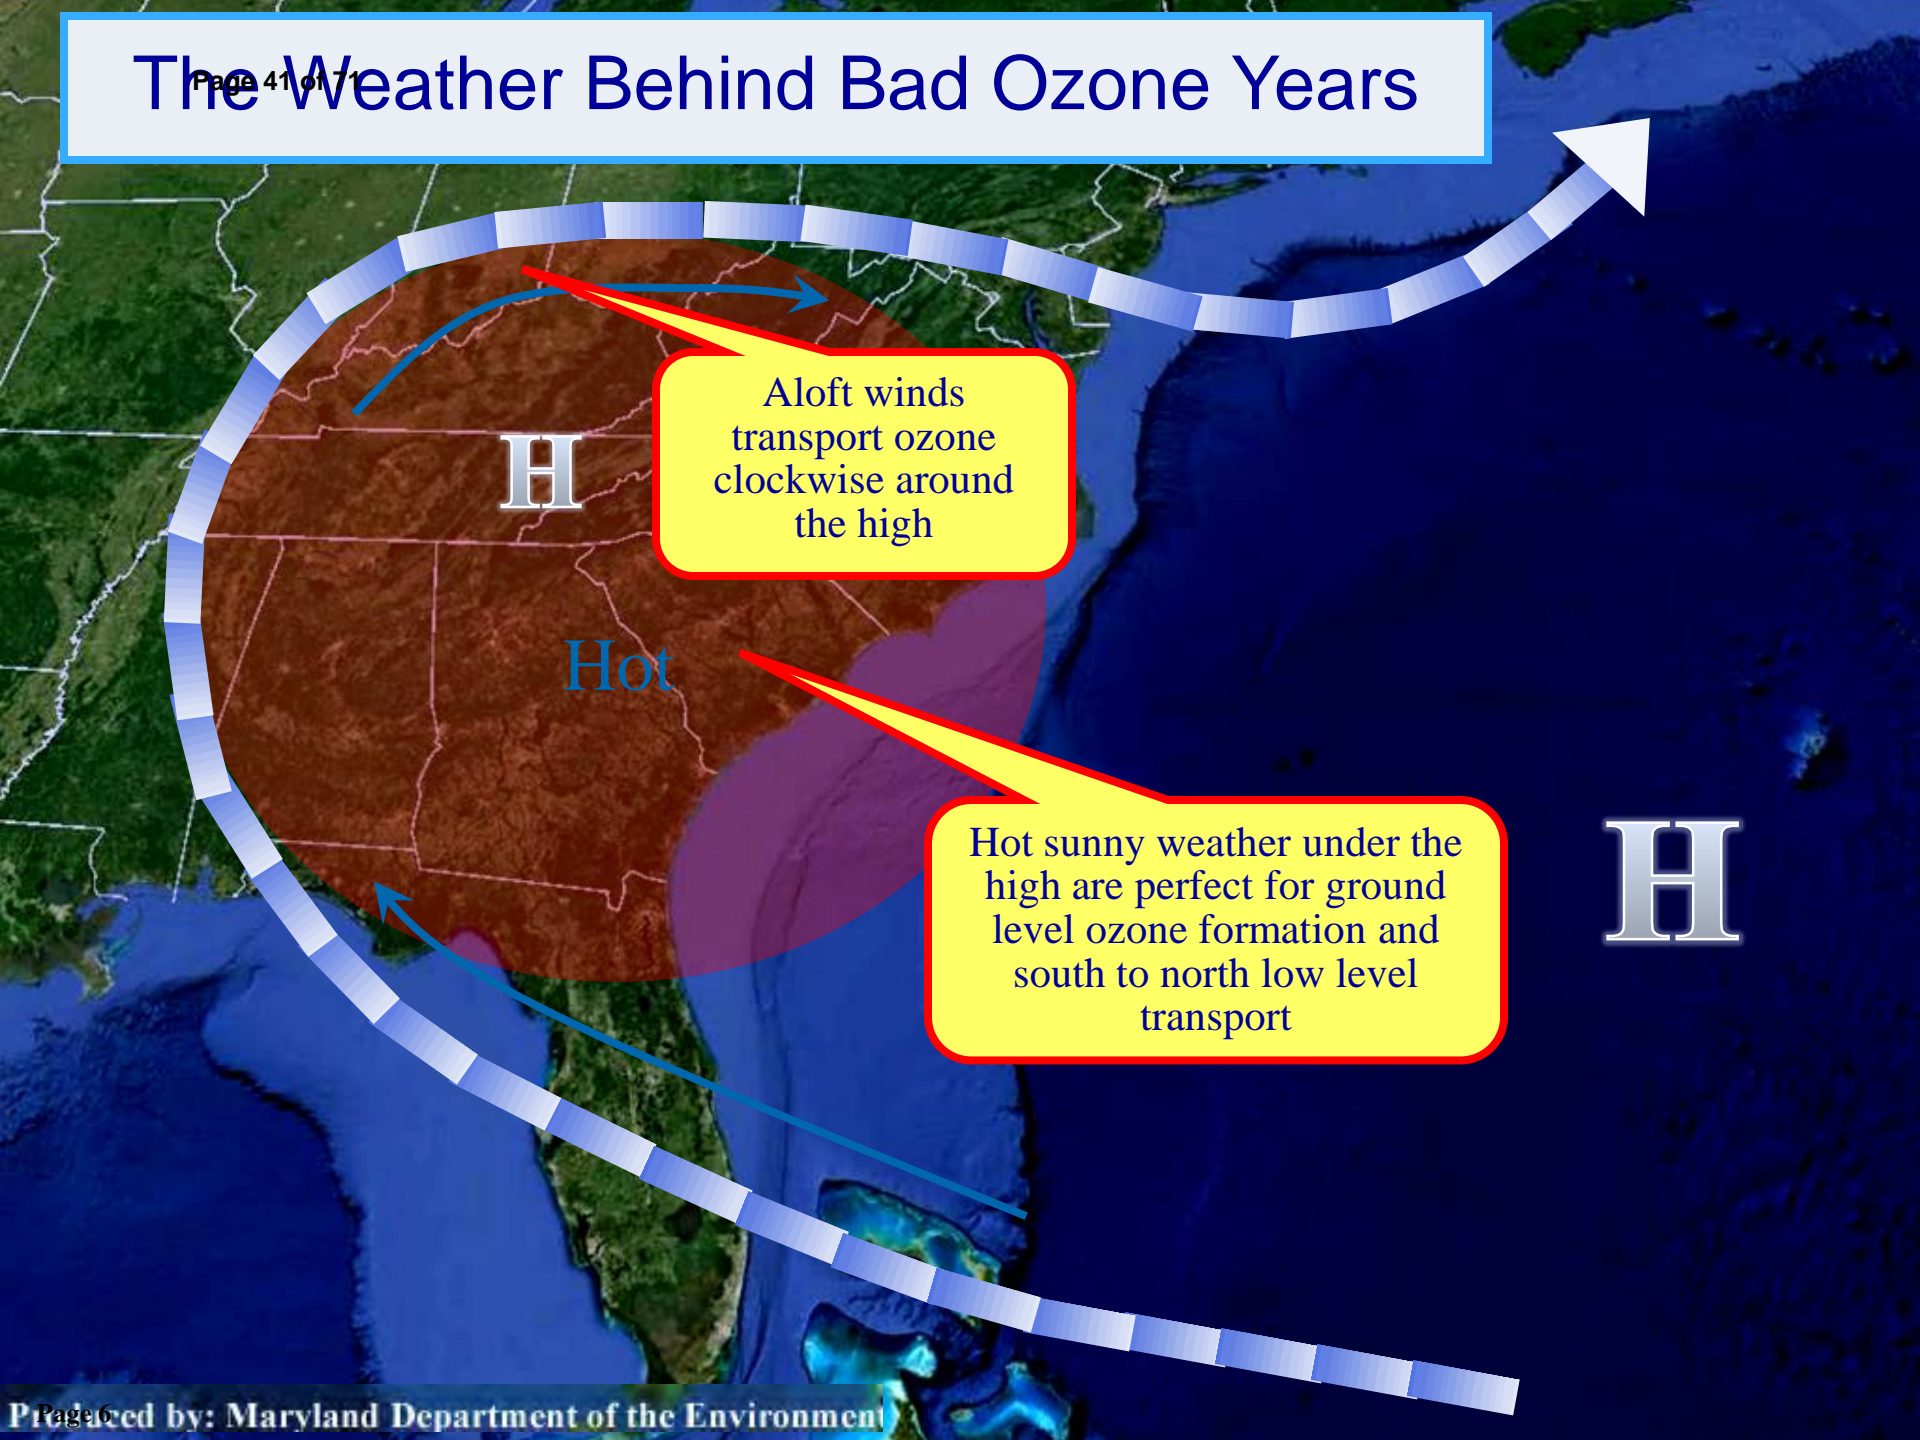 The Weather Behind Bad Ozone Years
Page 41 of 71
Aloft winds
transport ozone
clockwise around
the high
H
Hot
Hot sunny weather under the
high are perfect for ground
level ozone formation and
south to north low level
transport
H
Produced by: Maryland Department of the Environment
Page 6